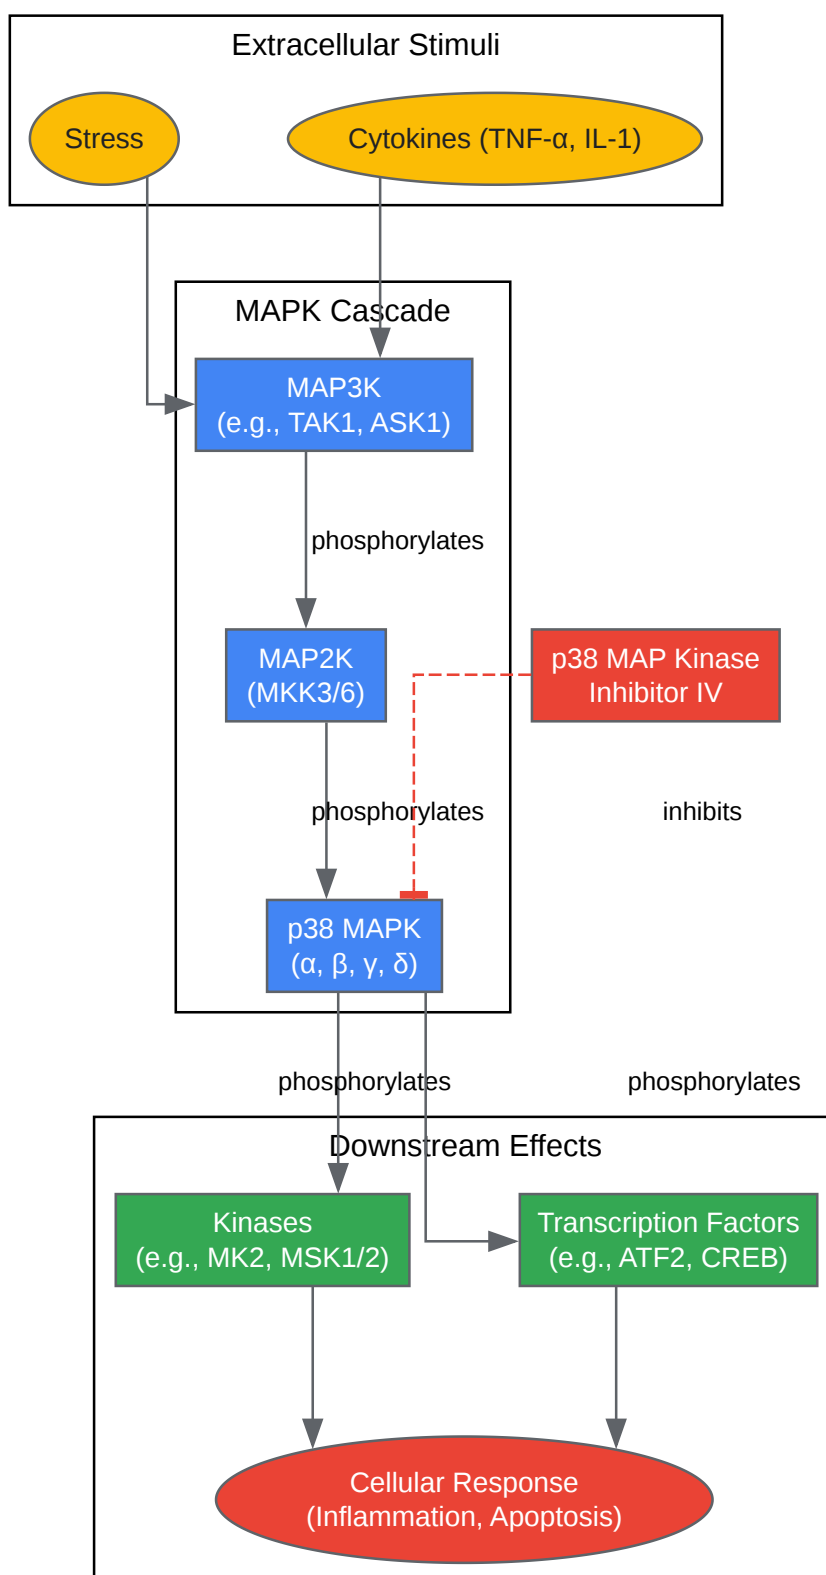 Extracellular Stimuli
Stress
Cytokines (TNF-α, IL-1)
MAPK Cascade
MAP3K
(e.g., TAK1, ASK1)
phosphorylates
MAP2K
(MKK3/6)
p38 MAP Kinase
Inhibitor IV
phosphorylates
inhibits
p38 MAPK
(α, β, γ, δ)
phosphorylates
phosphorylates
Downstream Effects
Kinases
(e.g., MK2, MSK1/2)
Transcription Factors
(e.g., ATF2, CREB)
Cellular Response
(Inflammation, Apoptosis)